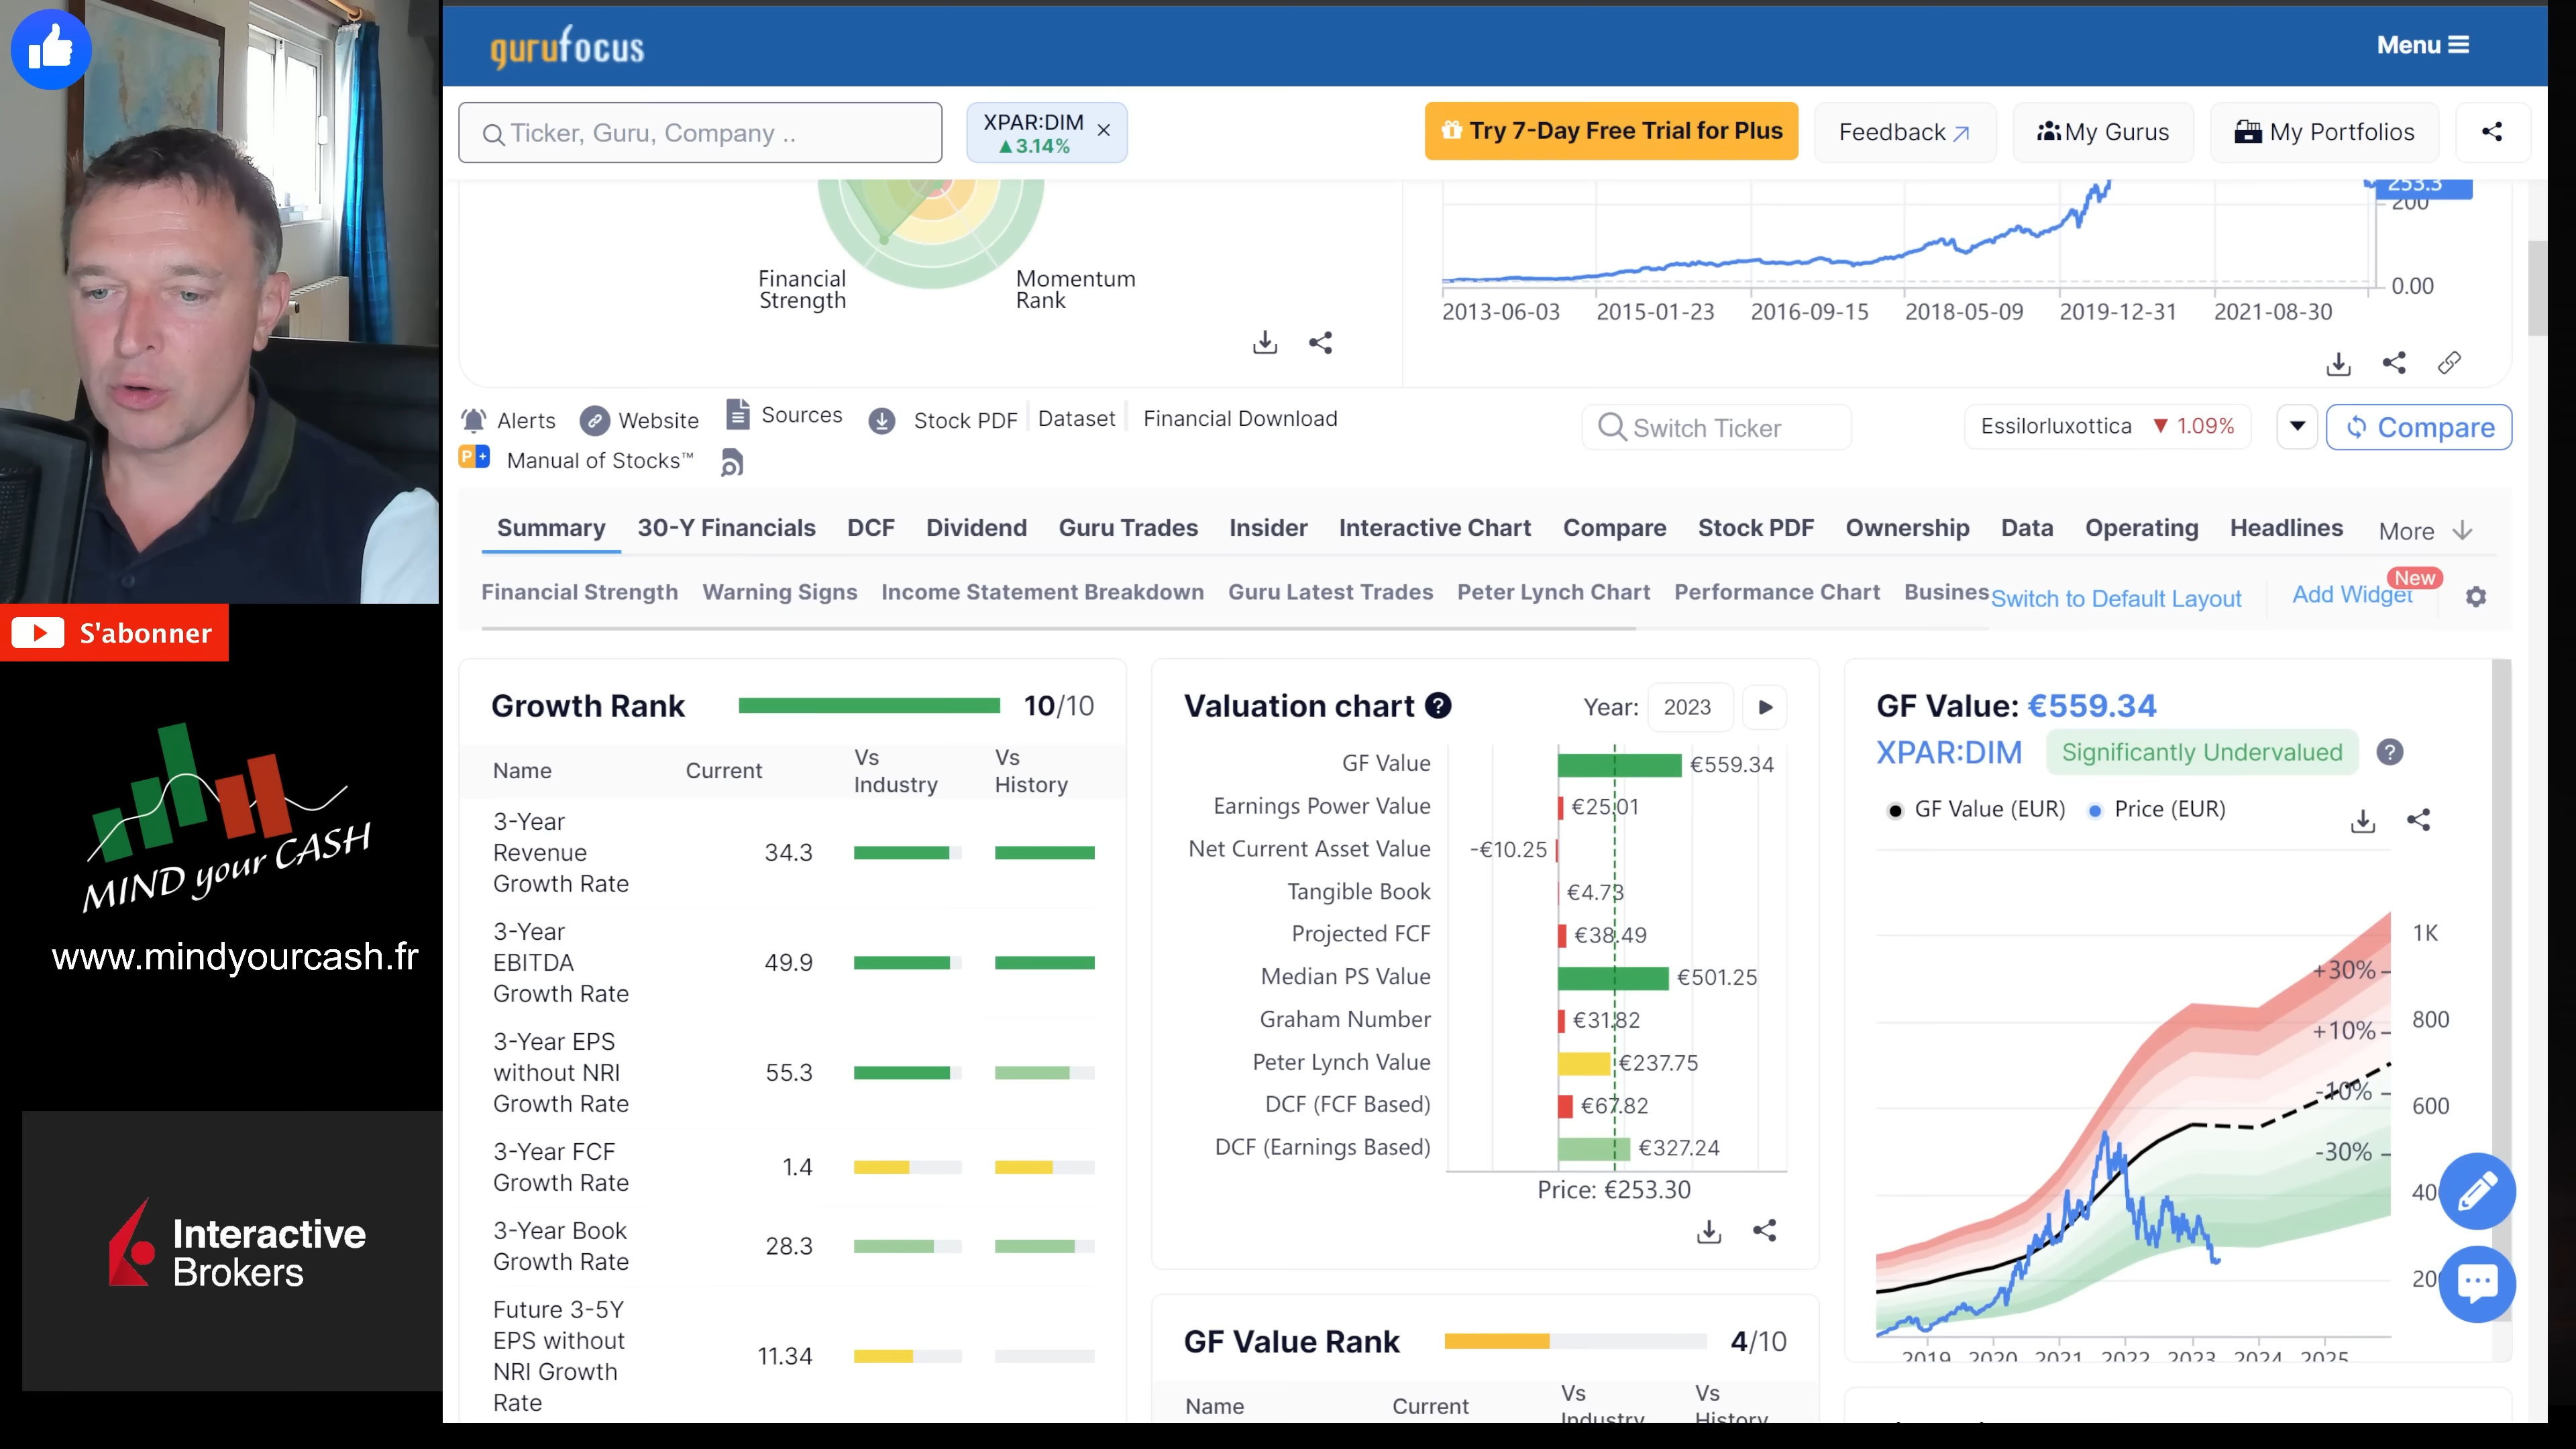 gurufocus
Menu
Ticker, Guru, Company ..
XPAR:DIM
▲3.14%
Try 7-Day Free Trial for Plus
Feedback
My Gurus
My Portfolios
Financial
Strength
Momentum
Rank
253.3
200
0.00
2013-06-03 2015-01-23 2016-09-15 2018-05-09 2019-12-31 2021-08-30
Alerts Website Sources Stock PDF Dataset Financial Download
P+ Manual of Stocks™
Switch Ticker
Essilorluxottica ▼ 1.09%
Compare
Summary 30-Y Financials DCF Dividend Guru Trades Insider Interactive Chart Compare Stock PDF Ownership Data Operating Headlines More
Financial Strength Warning Signs Income Statement Breakdown Guru Latest Trades Peter Lynch Chart Performance Chart Busines
Switch to Default Layout
Add Widget
New
Growth Rank 10/10
Name Current Vs Industry Vs History
3-Year
Revenue
Growth Rate
34.3
3-Year
EBITDA
Growth Rate
49.9
3-Year EPS
without NRI
Growth Rate
55.3
3-Year FCF
Growth Rate
1.4
3-Year Book
Growth Rate
28.3
Future 3-5Y
EPS without
NRI Growth
Rate
11.34
Valuation chart ?
Year: 2023
GF Value €559.34
Earnings Power Value €25.01
Net Current Asset Value -€10.25
Tangible Book €4.73
Projected FCF €38.49
Median PS Value €501.25
Graham Number €31.82
Peter Lynch Value €237.75
DCF (FCF Based) €67.82
DCF (Earnings Based) €327.24
Price: €253.30
GF Value Rank 4/10
Name Current Vs Industry Vs History
GF Value: €559.34
XPAR:DIM Significantly Undervalued ?
GF Value (EUR) Price (EUR)
1K
+30%
800
+10%
-10%
600
-30%
40
20
2019 2020 2021 2022 2023 2024 2025
S'abonner
MIND your CASH
www.mindyourcash.fr
Interactive
Brokers